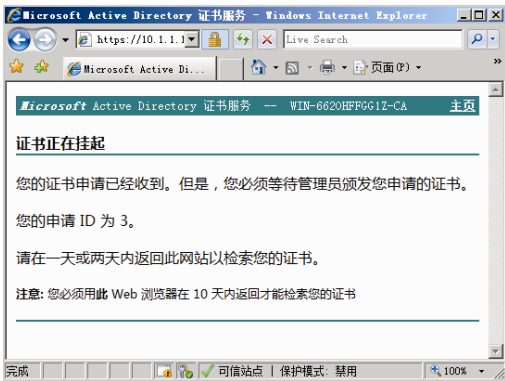 Microsoft Active Directory 证书服务 - Windows Internet Explorer
https://10.1.1.1
Live Search
Microsoft Active Di...
页面(P)
»
Microsoft Active Directory 证书服务 -- WIN-6620HFFGG1Z-CA 主页
证书正在挂起
您的证书申请已经收到。但是，您必须等待管理员颁发您申请的证书。
您的申请 ID 为 3。
请在一天或两天内返回此网站以检索您的证书。
注意: 您必须用此 Web 浏览器在 10 天内返回才能检索您的证书
完成 可信站点 | 保护模式: 禁用 100%